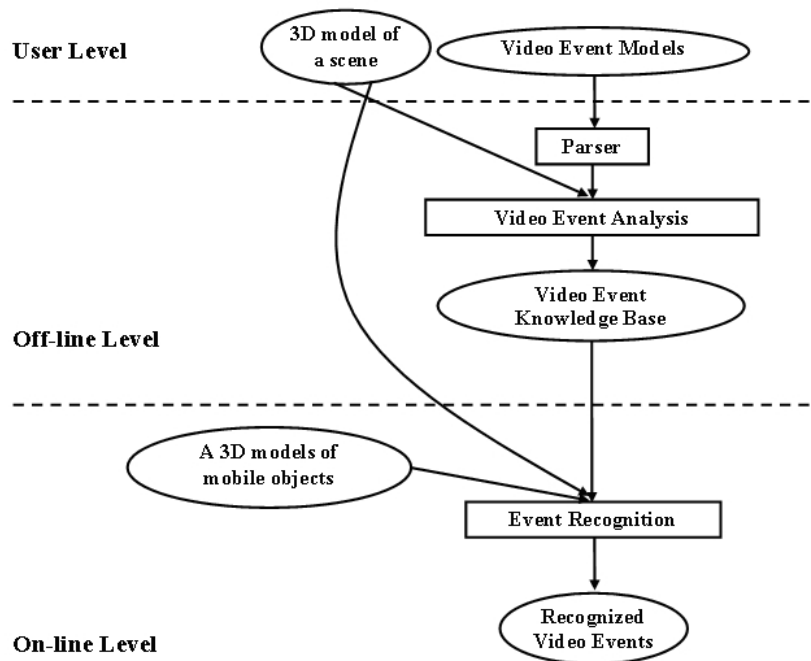 User Level
3D model of
a scene
Video Event Models
Parser
Video Event Analysis
Video Event
Knowledge Base
Off-line Level
A 3D models of
mobile objects
Event Recognition
Recognized
Video Events
On-line Level